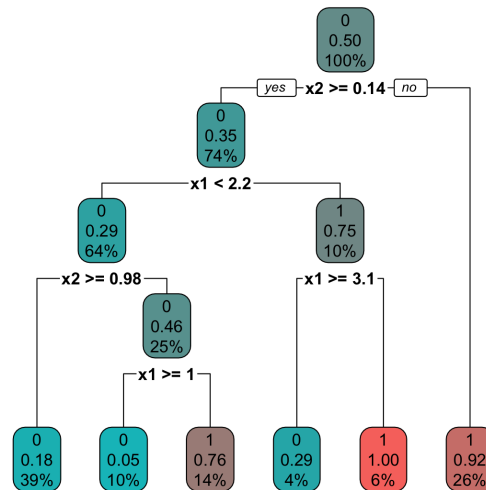 0
0.50
100%
yes x2 >= 0.14 no
0
0.35
74%
x1 < 2.2
0 1
0.29 0.75
64% 10%
x2 >= 0.98 x1 >= 3.1
0
0.46
25%
x1 >= 1
0 0 1 0 1 1
0.18 0.05 0.76 0.29 1.00 0.92
39% 10% 14% 4% 6% 26%